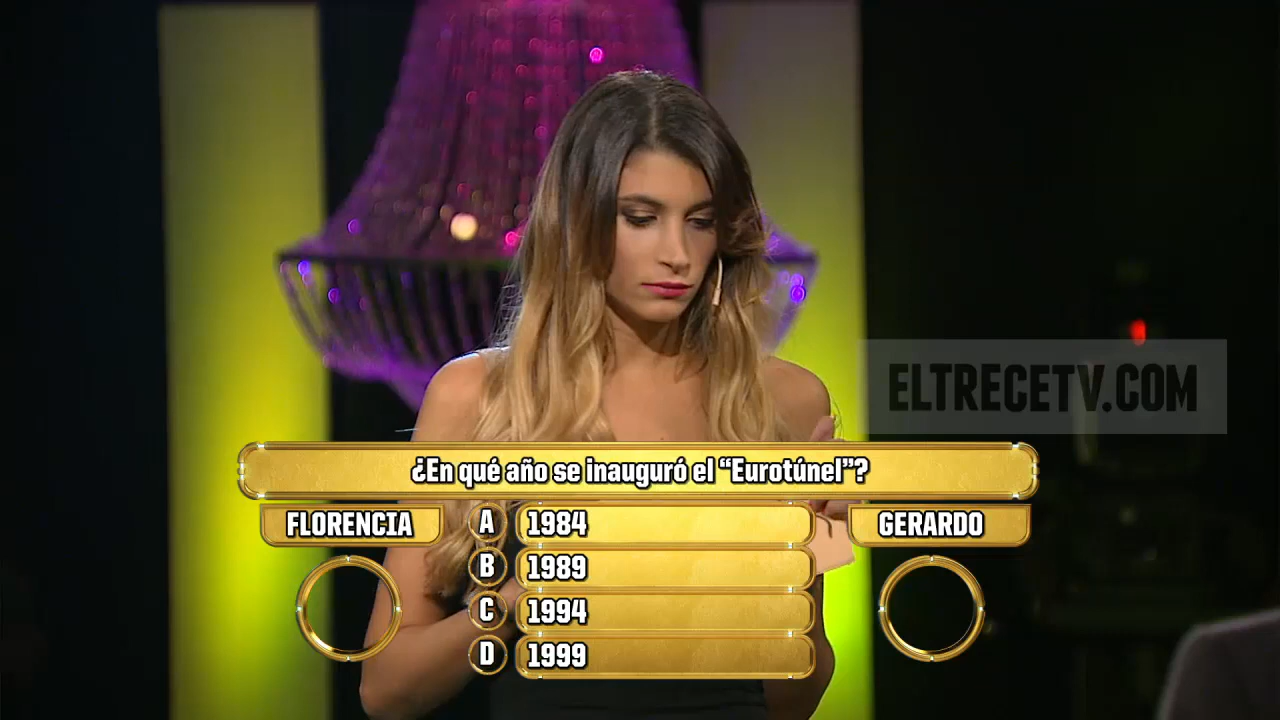 ELTRECETV.COM
¿En qué año se inauguró el “Eurotúnel”?
FLORENCIA
GERARDO
A 1984
B 1989
C 1994
D 1999